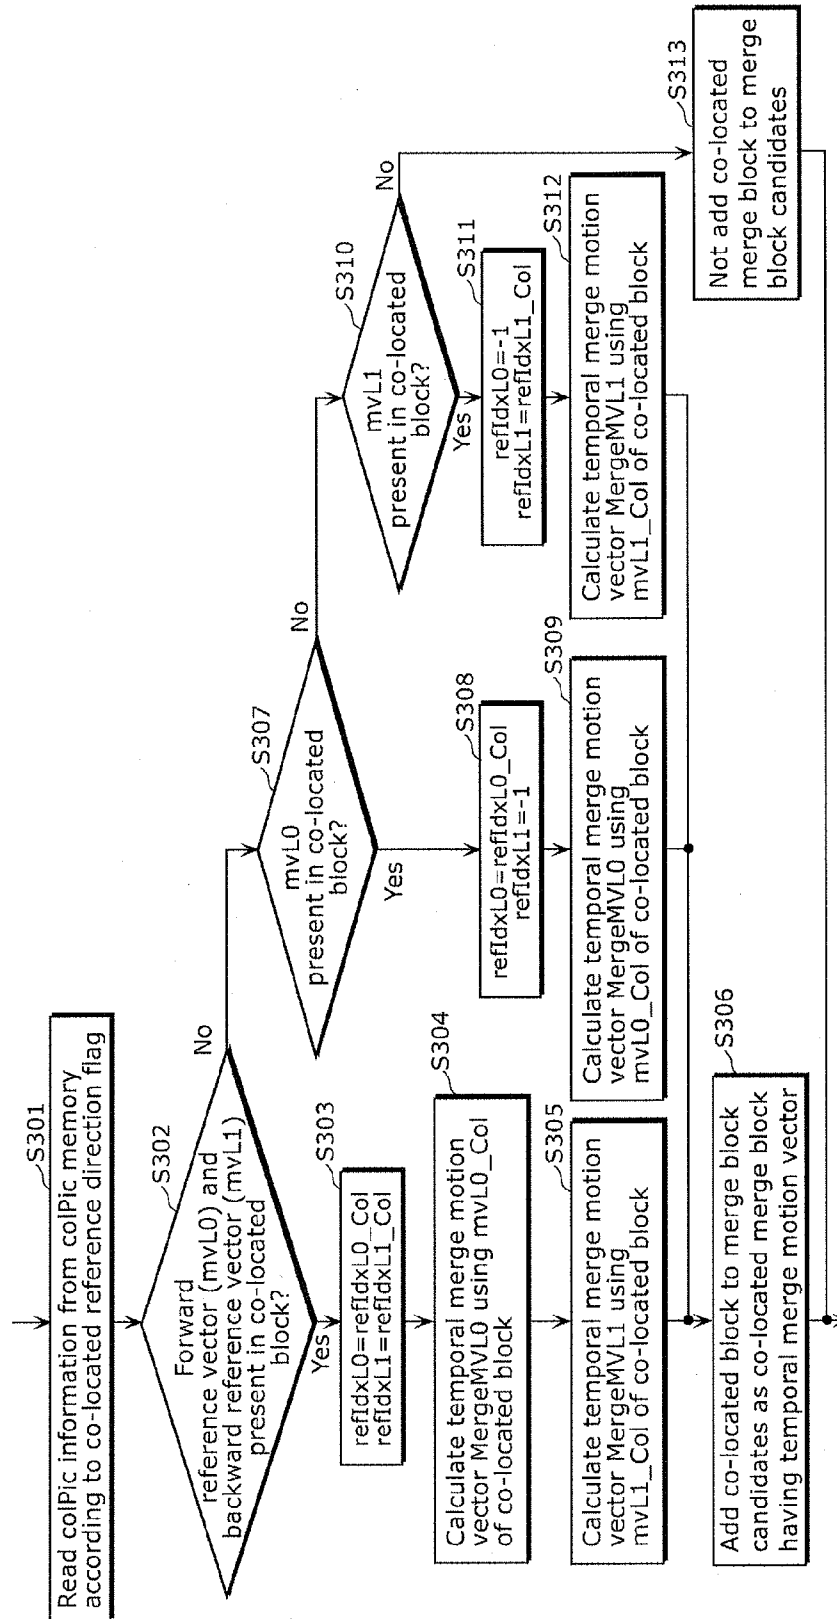 S301
Read colPic information from colPic memory
according to co-located reference direction flag
S302
Forward
reference vector (mvL0) and
backward reference vector (mvL1)
present in co-located
block?
No
Yes
S303
refIdxL0=refIdxL0_Col
refIdxL1=refIdxL1_Col
S304
Calculate temporal merge motion
vector MergeMVL0 using mvL0_Col
of co-located block
S305
Calculate temporal merge motion
vector MergeMVL1 using
mvL1_Col of co-located block
S306
Add co-located block to merge block
candidates as co-located merge block
having temporal merge motion vector
S307
mvL0
present in co-located
block?
No
Yes
S308
refIdxL0=refIdxL0_Col
refIdxL1=-1
S309
Calculate temporal merge motion
vector MergeMVL0 using
mvL0_Col of co-located block
S310
mvL1
present in co-located
block?
No
Yes
S311
refIdxL0=-1
refIdxL1=refIdxL1_Col
S312
Calculate temporal merge motion
vector MergeMVL1 using
mvL1_Col of co-located block
S313
Not add co-located
merge block to merge
block candidates